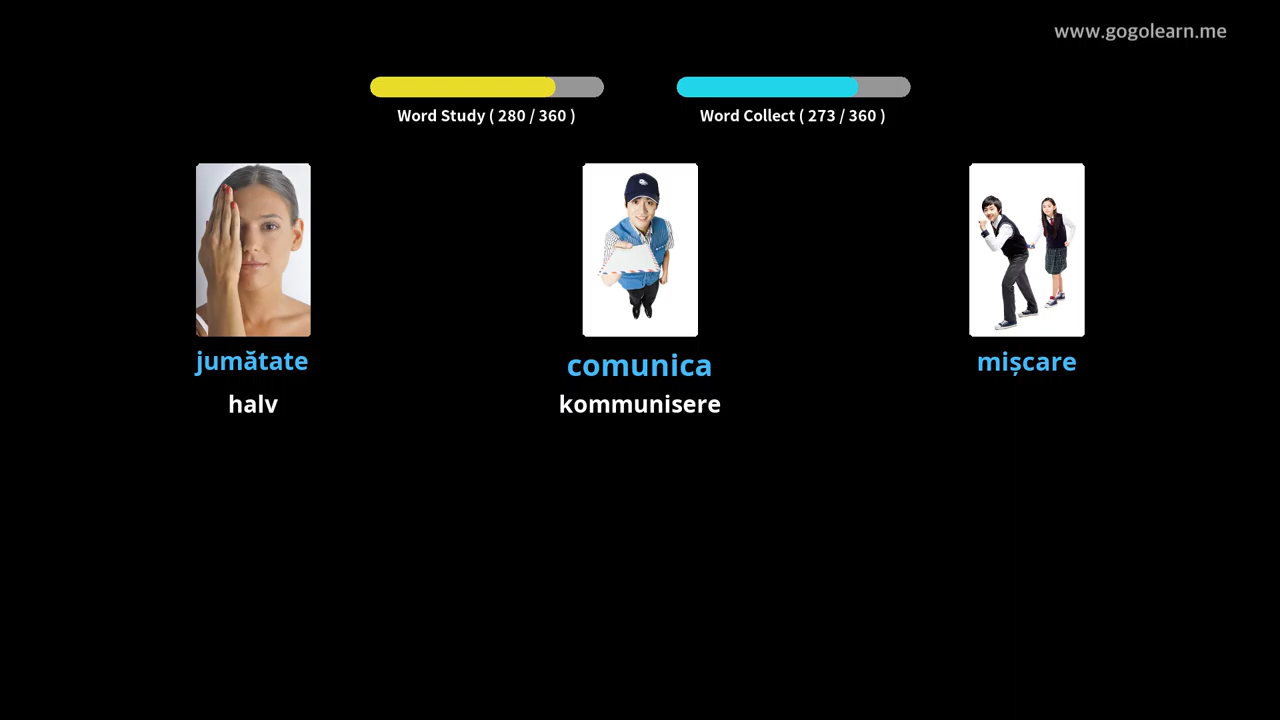 www.gogolearn.me
Word Study ( 280 / 360 )
Word Collect ( 273 / 360 )
jumătate
comunica
mișcare
halv
kommunisere